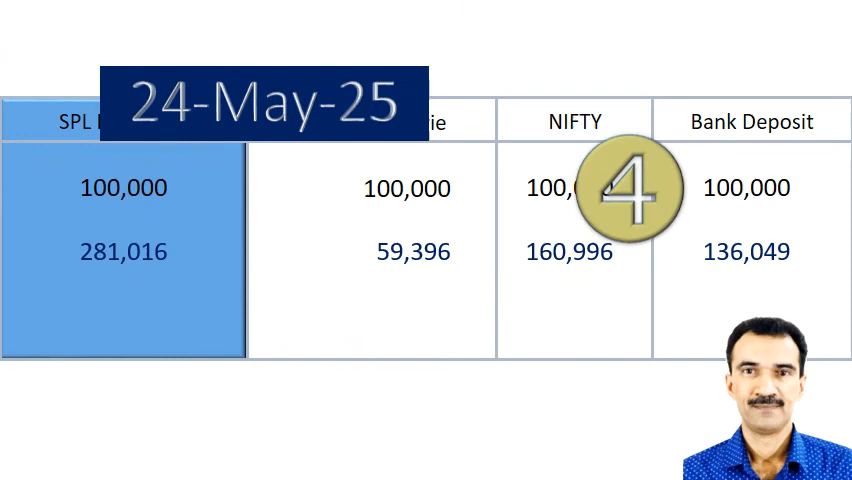 24-May-25
SPL NIFTY Bank Deposit
100,000 100,000 100,000
4
281,016 59,396 160,996 136,049